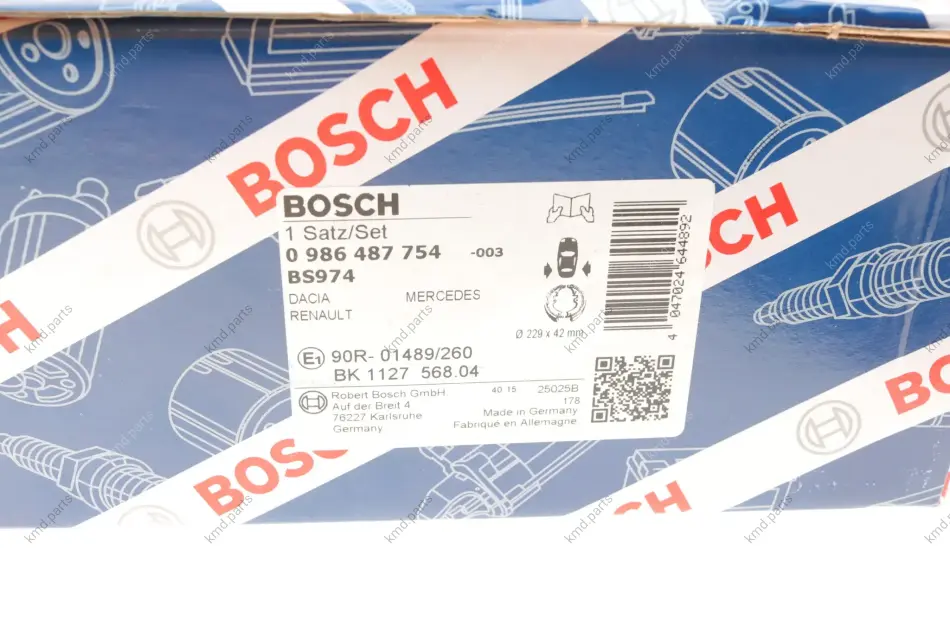 BOSCH
BOSCH
1 Satz/Set
0 986 487 754 -003
BS974
DACIA MERCEDES
RENAULT
Ø 229 x 42 mm
4 047024 644892
E1 90R- 01489/260
BK 1127 568.04
Robert Bosch GmbH
Auf der Breit 4
76227 Karlsruhe
Germany
40 15 25025B
178
Made in Germany
Fabrique en Allemagne
BOSCH
BOSCH
kmd.parts